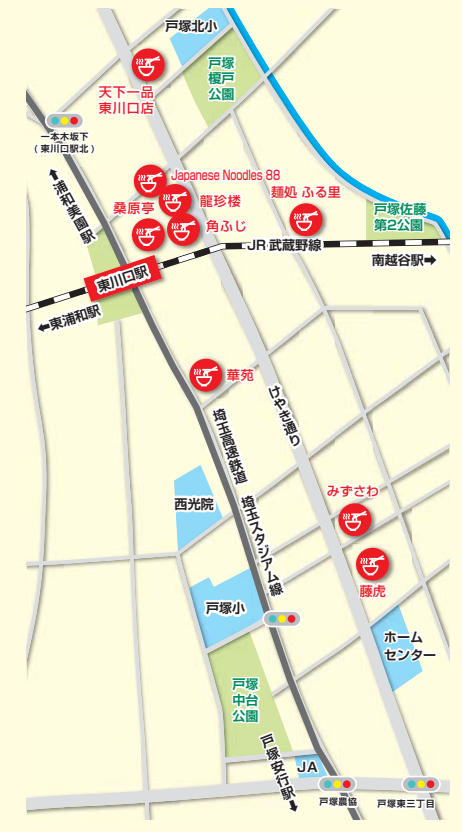 戸塚北小
戸塚
榎戸
公園
天下一品
東川口店
一本木坂下
(東川口駅北)
Japanese Noodles 88
麺処 ふる里
龍珍楼
桑原亭
角ふじ
戸塚佐藤
第2公園
↑浦和美園駅
JR 武蔵野線
南越谷駅➡
東川口駅
⬅東浦和駅
華苑
けやき通り
埼玉高速鉄道 埼玉スタジアム線
みずさわ
西光院
藤虎
戸塚小
ホーム
センター
戸塚
中台
公園
戸塚安行駅↓
JA
戸塚農協
戸塚東三丁目